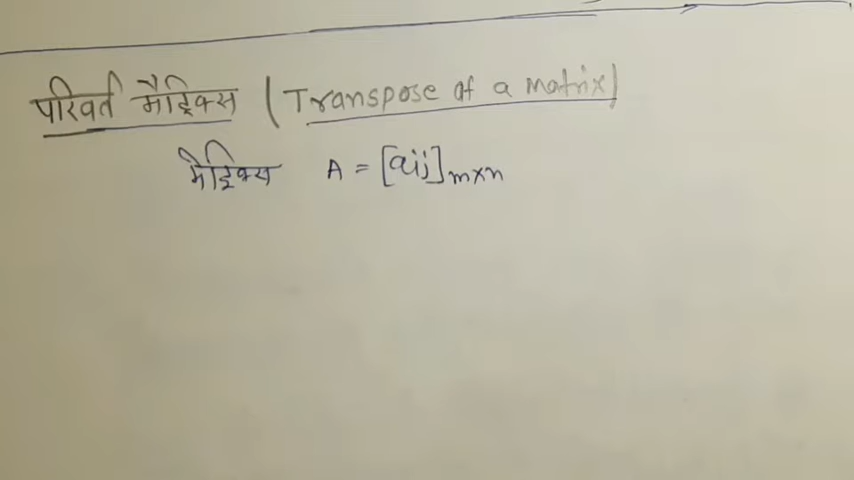 परिवर्त मैट्रिक्स (Transpose of a matrix)
मैट्रिक्स A = [aij]m×n